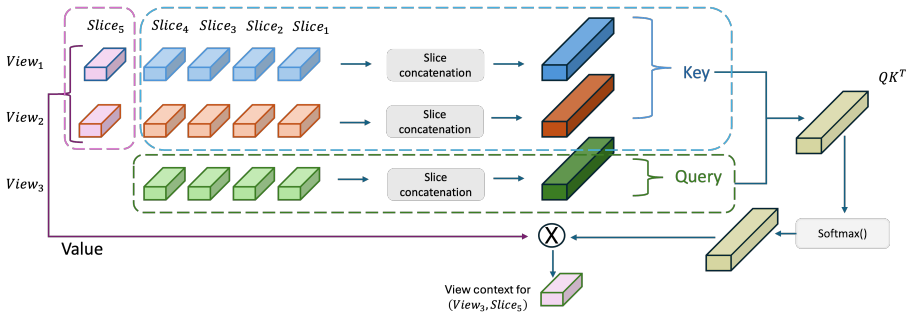 Slice₅ Slice₄ Slice₃ Slice₂ Slice₁
View₁
Slice
concatenation
Key
QKᵀ
View₂
Slice
concatenation
View₃
Slice
concatenation
Query
Value
X
Softmax()
View context for
(View₃, Slice₅)